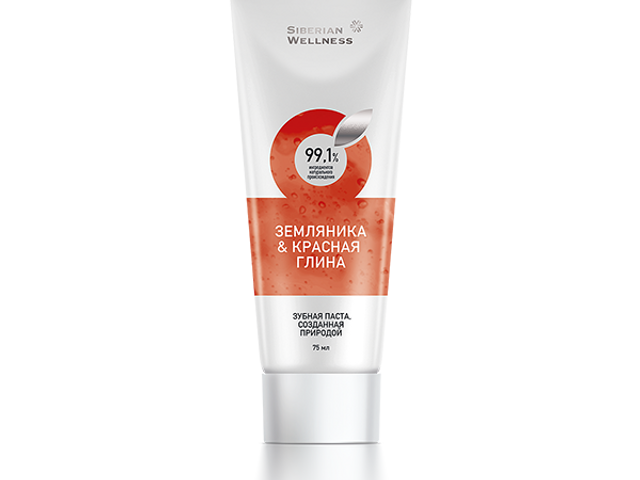 SIBERIAN
WELLNESS
99,1%
ингредиентов
натурального
происхождения
ЗЕМЛЯНИКА
& КРАСНАЯ
ГЛИНА
ЗУБНАЯ ПАСТА,
СОЗДАННАЯ
ПРИРОДОЙ
75 мл